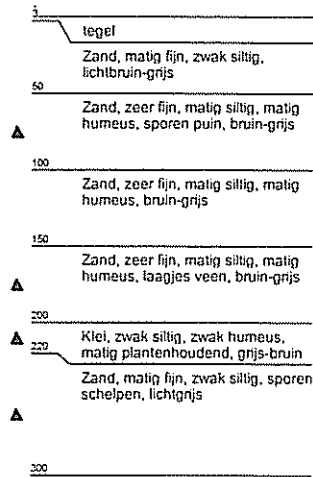 3
tegel
Zand, matig fijn, zwak siltig,
lichtbruin-grijs
50
Zand, zeer fijn, matig siltig, matig
humeus, sporen puin, bruin-grijs
100
Zand, zeer fijn, matig siltig, matig
humeus, bruin-grijs
150
Zand, zeer fijn, matig siltig, matig
humeus, laagjes veen, bruin-grijs
200
Klei, zwak siltig, zwak humeus,
matig plantenhoudend, grijs-bruin
220
Zand, matig fijn, zwak siltig, sporen
schelpen, lichtgrijs
300